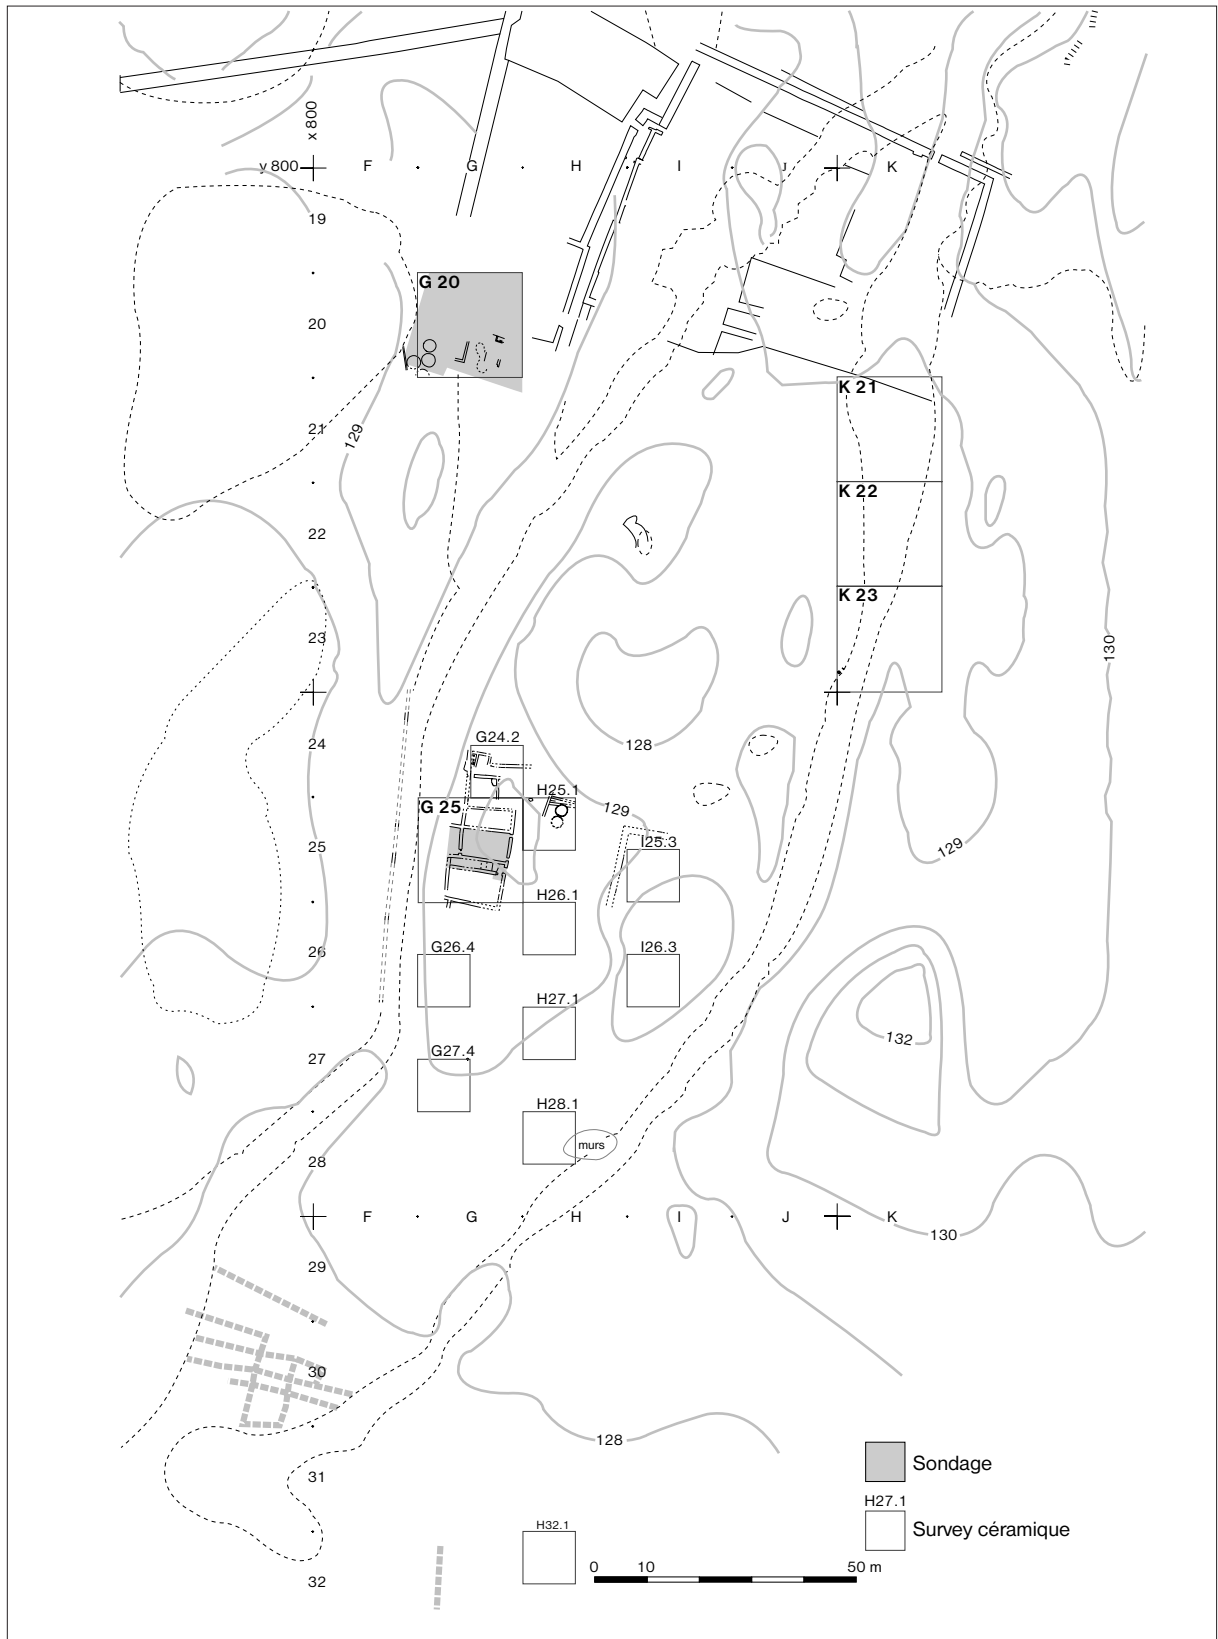 x 800
y 800
F G H I J K
19
G 20
20
K 21
21
129
K 22
22
K 23
23
130
G24.2
24
128
H25.1
G 25
129
I25.3
25
129
H26.1
G26.4
I26.3
26
H27.1
132
G27.4
27
H28.1
murs
28
F G H I J K
130
29
30
128
31
Sondage
H27.1
Survey céramique
H32.1
0 10 50 m
32